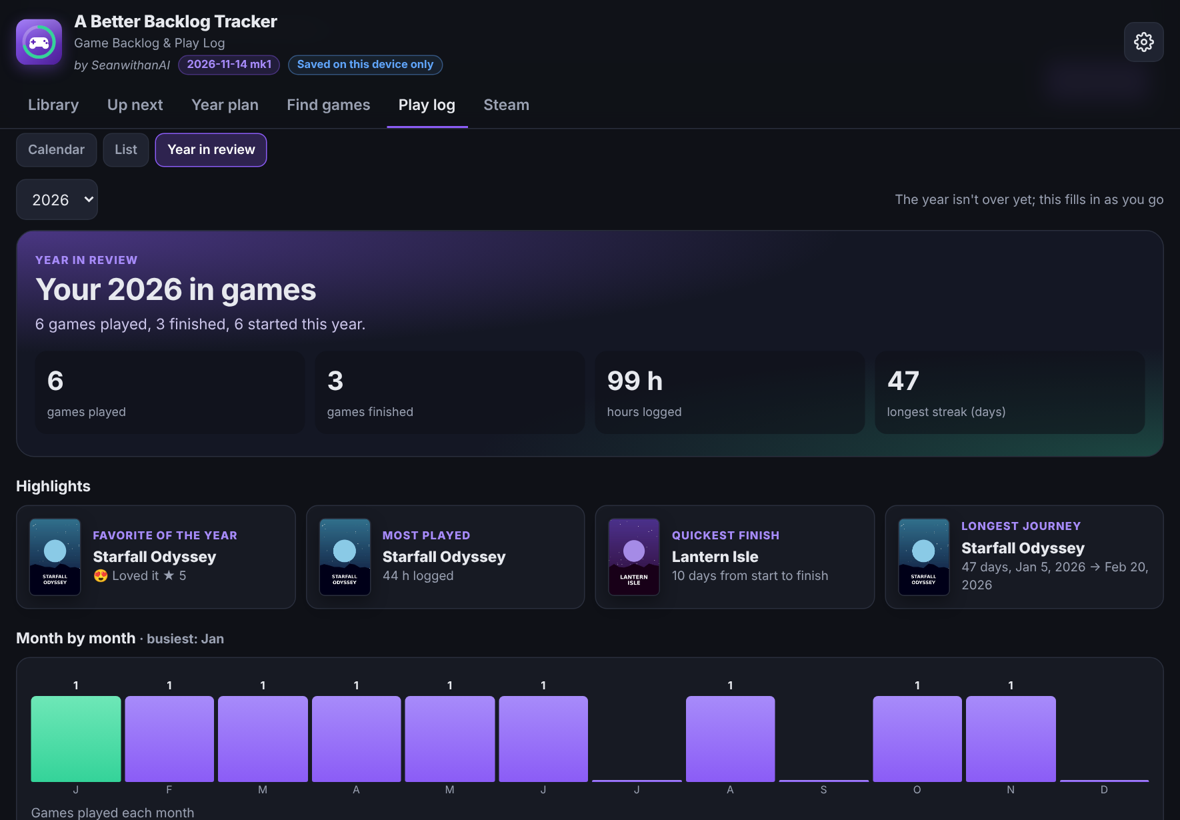 A Better Backlog Tracker
Game Backlog & Play Log
by SeanwithanAI 2026-11-14 mk1 Saved on this device only
Library Up next Year plan Find games Play log Steam
Calendar List Year in review
2026 The year isn't over yet; this fills in as you go
YEAR IN REVIEW
Your 2026 in games
6 games played, 3 finished, 6 started this year.
6 3 99 h 47
games played games finished hours logged longest streak (days)
Highlights
STARFALL
ODYSSEY
FAVORITE OF THE YEAR
Starfall Odyssey
😍 Loved it ★ 5
STARFALL
ODYSSEY
MOST PLAYED
Starfall Odyssey
44 h logged
LANTERN
ISLE
QUICKEST FINISH
Lantern Isle
10 days from start to finish
STARFALL
ODYSSEY
LONGEST JOURNEY
Starfall Odyssey
47 days, Jan 5, 2026 → Feb 20,
2026
Month by month · busiest: Jan
1 1 1 1 1 1 1 1 1
J F M A M J J A S O N D
Games played each month